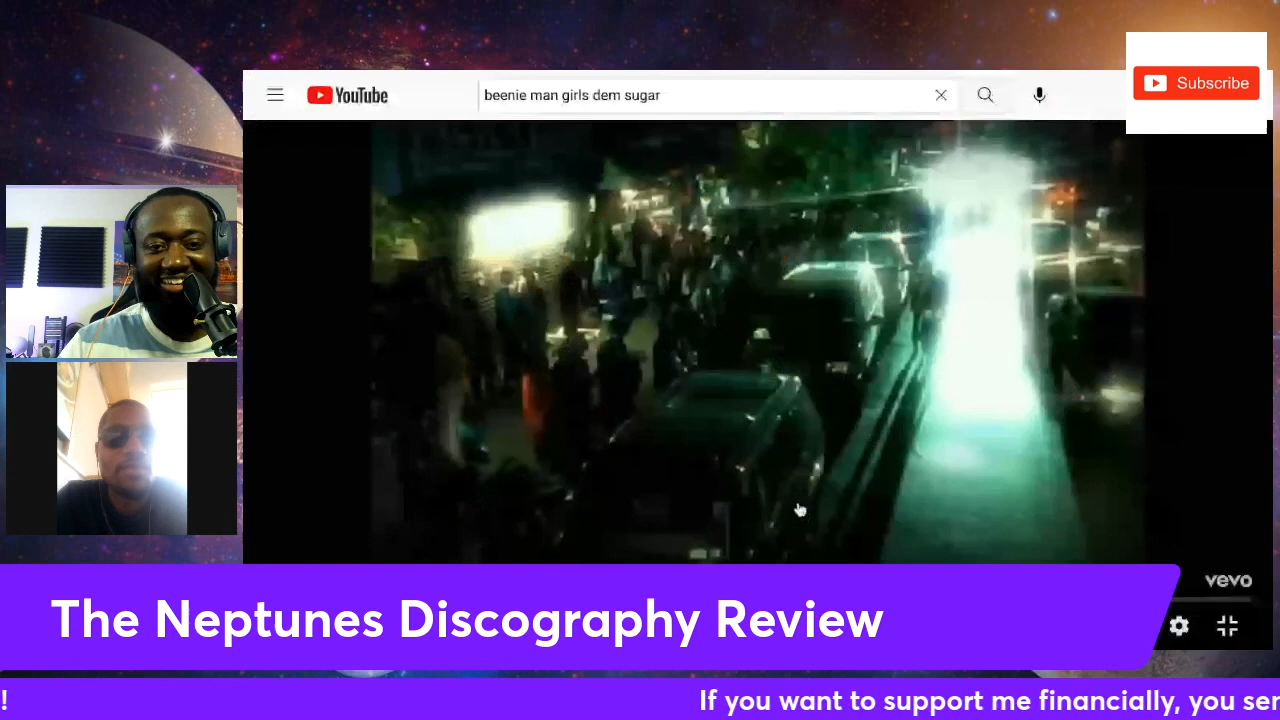 YouTube
beenie man girls dem sugar
Subscribe
vevo
The Neptunes Discography Review
!
If you want to support me financially, you ser